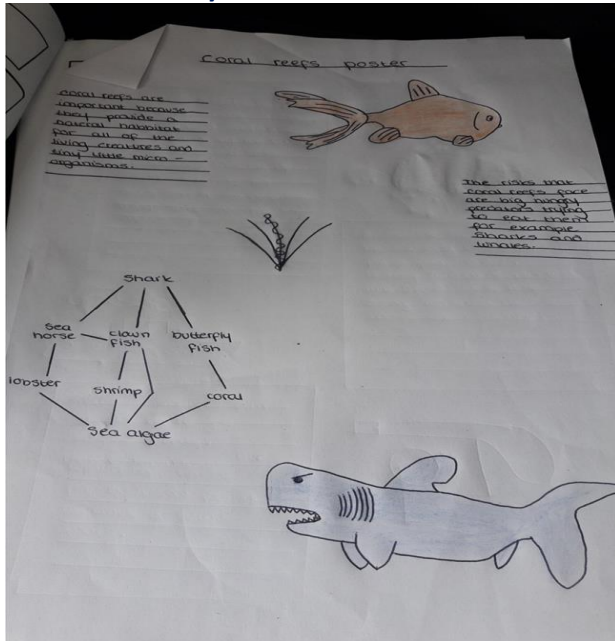 Coral reefs poster
Coral reefs are
important because
they provide a
natural habbitat
for all of the
living creatures and
tiny little micro-
organisms.
The risks that
coral reefs face
are big hungry
predators trying
to eat them
for example
sharks and
whales.
Shark
sea
horse
clown
fish
butterfly
fish
lobster
shrimp
coral
sea algae